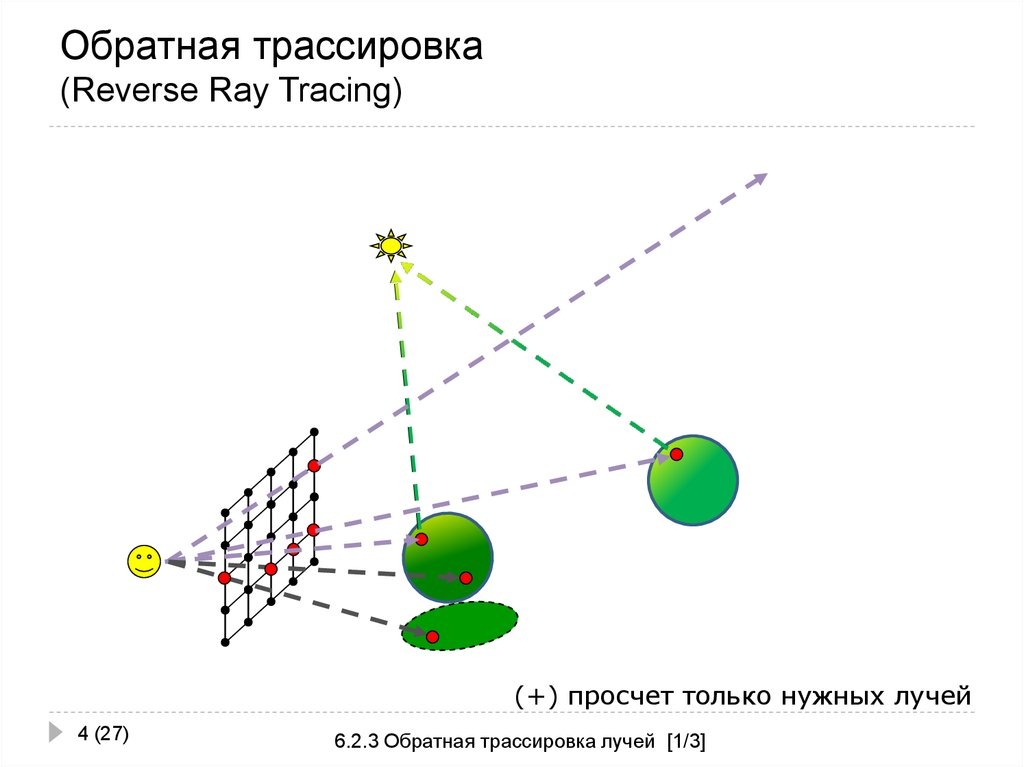 Обратная трассировка
(Reverse Ray Tracing)
(+) просчет только нужных лучей
4 (27)
6.2.3 Обратная трассировка лучей [1/3]